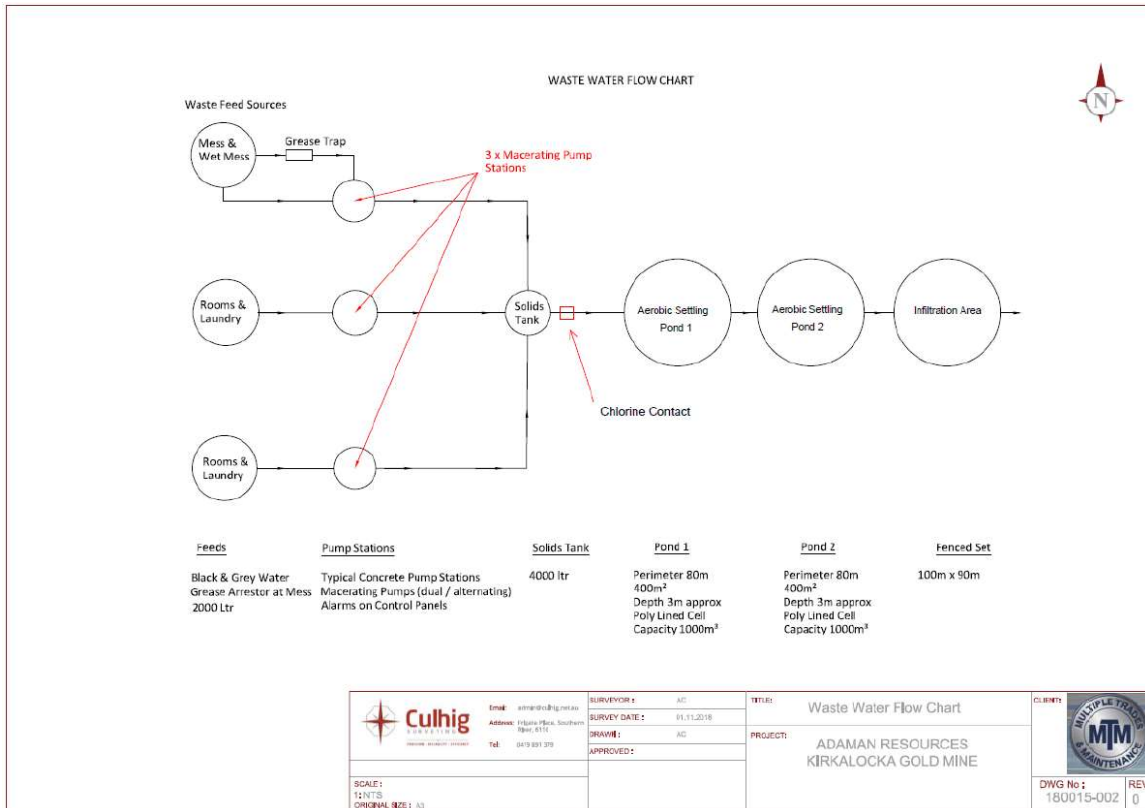 WASTE WATER FLOW CHART
N
Waste Feed Sources
Mess &
Wet Mess
Grease Trap
3 x Macerating Pump
Stations
Rooms &
Laundry
Solids
Tank
Aerobic Settling
Pond 1
Aerobic Settling
Pond 2
Infiltration Area
Chlorine Contact
Rooms &
Laundry
Feeds
Black & Grey Water
Grease Arrestor at Mess
2000 Ltr
Pump Stations
Typical Concrete Pump Stations
Macerating Pumps (dual / alternating)
Alarms on Control Panels
Solids Tank
4000 ltr
Pond 1
Perimeter 80m
400m²
Depth 3m approx
Poly Lined Cell
Capacity 1000m³
Pond 2
Perimeter 80m
400m²
Depth 3m approx
Poly Lined Cell
Capacity 1000m³
Fenced Set
100m x 90m
Culhig
SURVEYING
Email:
Address:
Tel:
SCALE:
1:NTS
ORIGINAL SIZE: A3
SURVEYOR: AC
SURVEY DATE: 01.11.2018
DRAWN: AC
APPROVED:
TITLE: Waste Water Flow Chart
PROJECT: ADAMAN RESOURCES
KIRKALOCKA GOLD MINE
CLIENT:
MULTIPLE TRADES
MTM
& MAINTENANCE
DWG No: 180015-002
REV 0